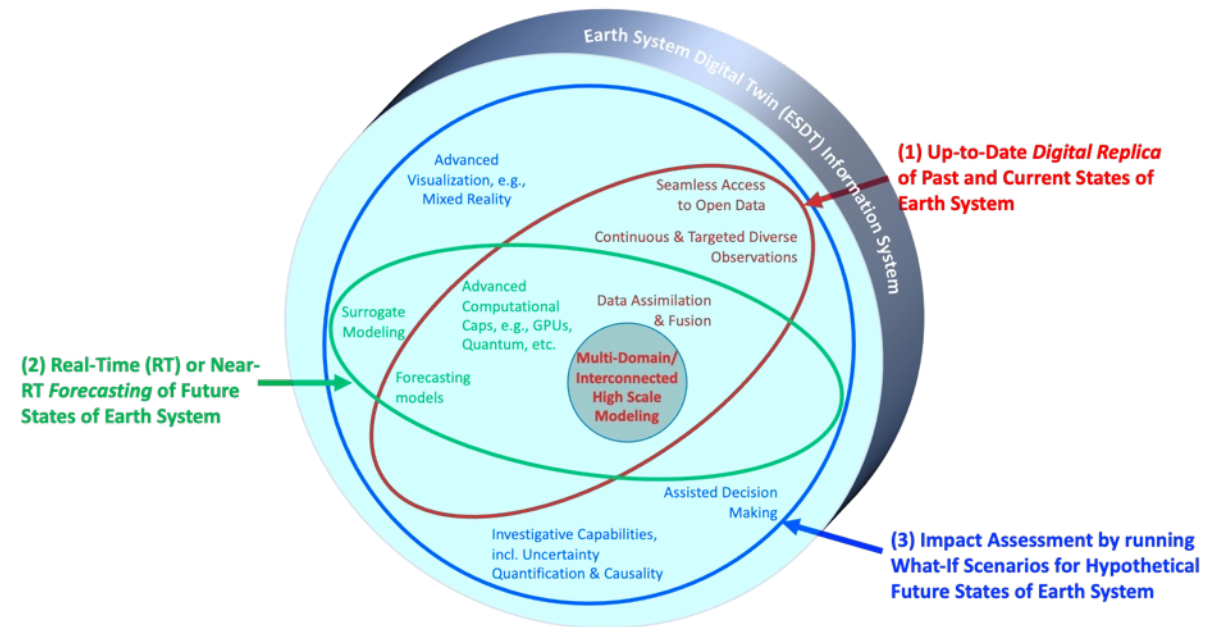 Earth System Digital Twin (ESDT) Information System
(1) Up-to-Date Digital Replica
of Past and Current States of
Earth System
Advanced
Visualization, e.g.,
Mixed Reality
Seamless Access
to Open Data
Continuous & Targeted Diverse
Observations
Advanced
Computational
Caps, e.g., GPUs,
Quantum, etc.
Data Assimilation
& Fusion
Surrogate
Modeling
Multi-Domain/
Interconnected
High Scale
Modeling
Forecasting
models
(2) Real-Time (RT) or Near-
RT Forecasting of Future
States of Earth System
Assisted Decision
Making
Investigative Capabilities,
incl. Uncertainty
Quantification & Causality
(3) Impact Assessment by running
What-If Scenarios for Hypothetical
Future States of Earth System